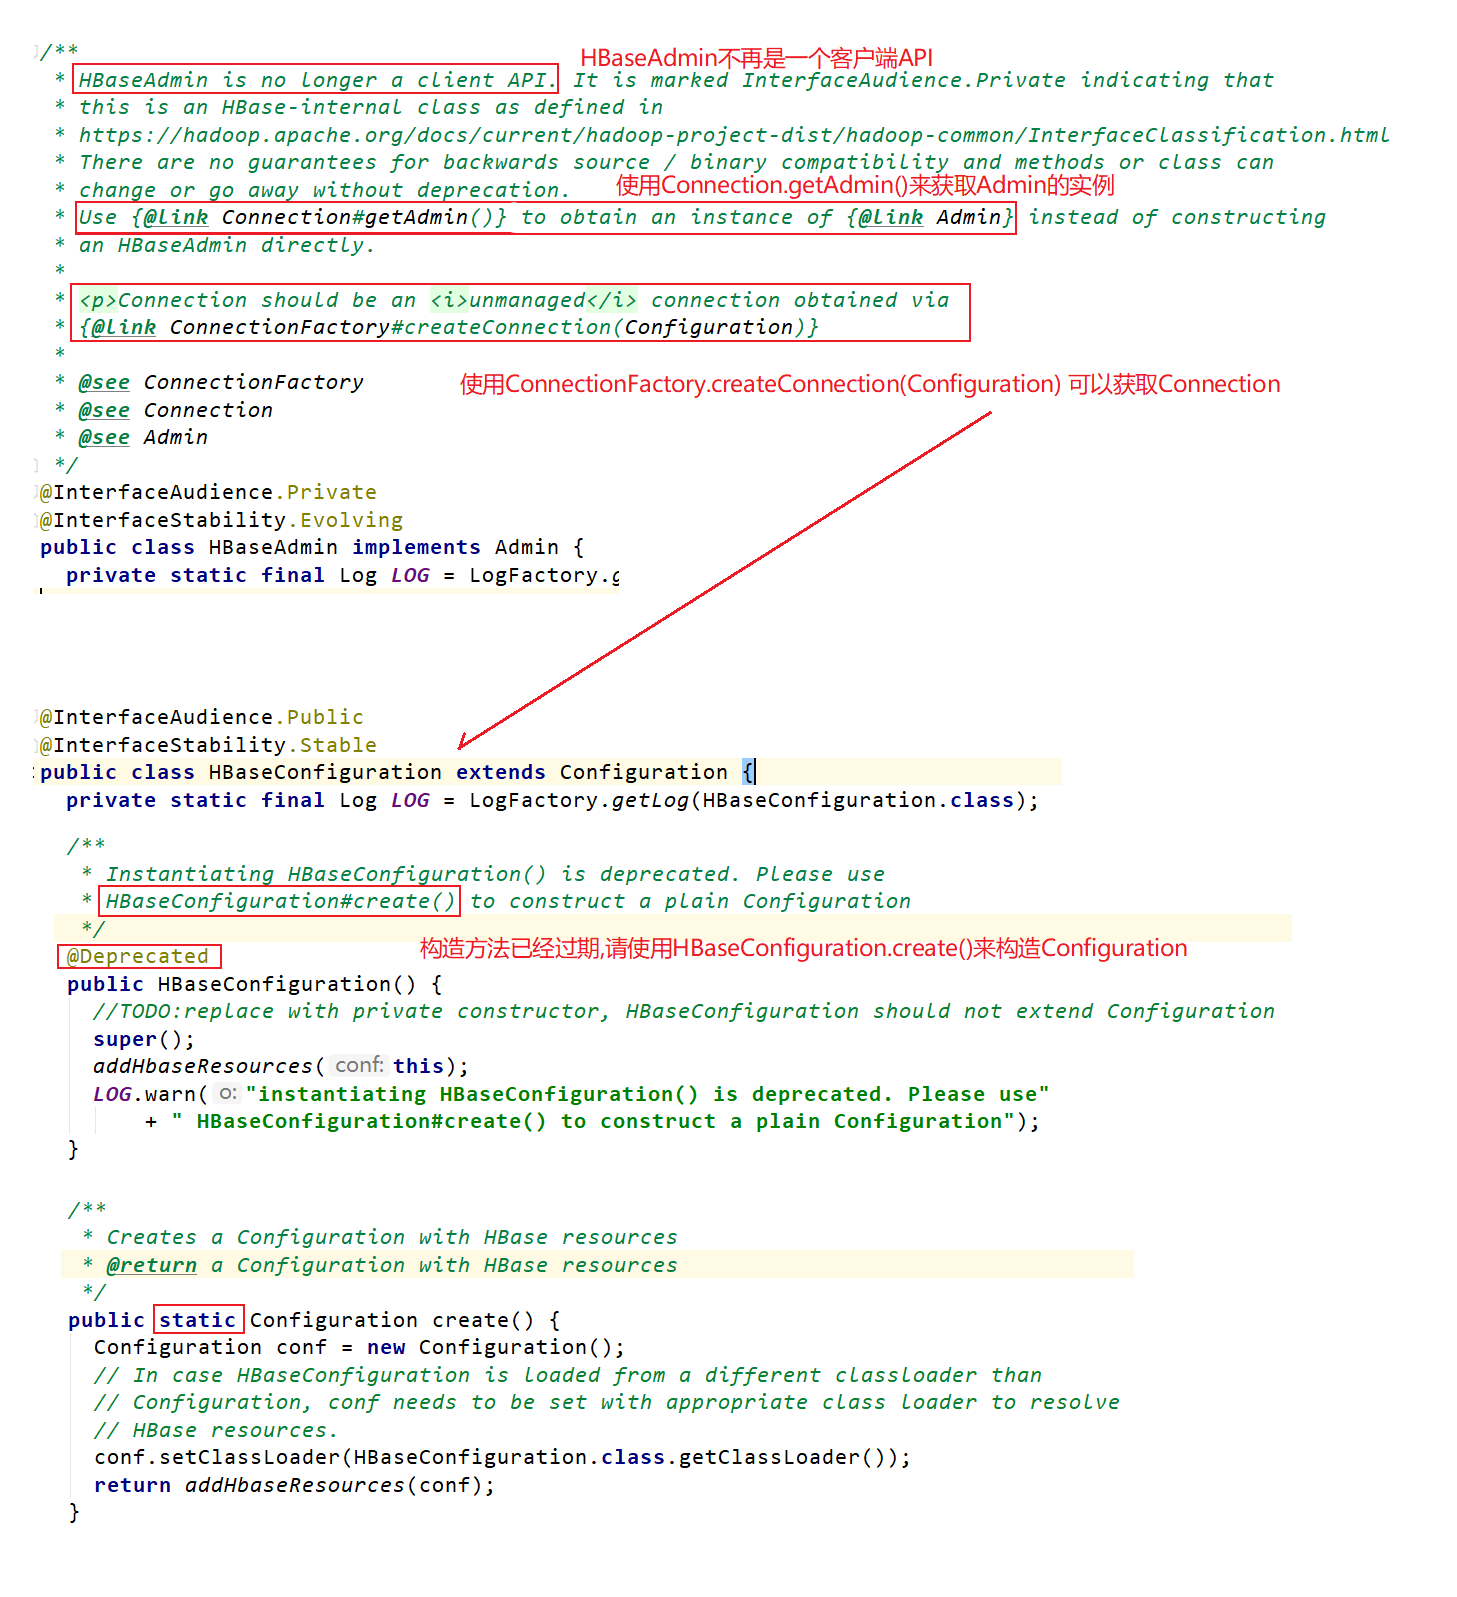 /**
HBaseAdmin不再是一个客户端API
* HBaseAdmin is no longer a client API. It is marked InterfaceAudience.Private indicating that
* this is an HBase-internal class as defined in
* https://hadoop.apache.org/docs/current/hadoop-project-dist/hadoop-common/InterfaceClassification.html
* There are no guarantees for backwards source / binary compatibility and methods or class can
* change or go away without deprecation.
使用Connection.getAdmin()来获取Admin的实例
* Use {@link Connection#getAdmin()} to obtain an instance of {@link Admin} instead of constructing
* an HBaseAdmin directly.
*
* <p>Connection should be an <i>unmanaged</i> connection obtained via
* {@link ConnectionFactory#createConnection(Configuration)}
*
* @see ConnectionFactory
使用ConnectionFactory.createConnection(Configuration) 可以获取Connection
* @see Connection
* @see Admin
*/
@InterfaceAudience.Private
@InterfaceStability.Evolving
public class HBaseAdmin implements Admin {
private static final Log LOG = LogFactory.g
@InterfaceAudience.Public
@InterfaceStability.Stable
public class HBaseConfiguration extends Configuration {
private static final Log LOG = LogFactory.getLog(HBaseConfiguration.class);
/**
* Instantiating HBaseConfiguration() is deprecated. Please use
* HBaseConfiguration#create() to construct a plain Configuration
*/
构造方法已经过期,请使用HBaseConfiguration.create()来构造Configuration
@Deprecated
public HBaseConfiguration() {
//TODO:replace with private constructor, HBaseConfiguration should not extend Configuration
super();
addHbaseResources( conf: this);
LOG.warn( o: "instantiating HBaseConfiguration() is deprecated. Please use"
+ " HBaseConfiguration#create() to construct a plain Configuration");
}
/**
* Creates a Configuration with HBase resources
* @return a Configuration with HBase resources
*/
public static Configuration create() {
Configuration conf = new Configuration();
// In case HBaseConfiguration is loaded from a different classloader than
// Configuration, conf needs to be set with appropriate class loader to resolve
// HBase resources.
conf.setClassLoader(HBaseConfiguration.class.getClassLoader());
return addHbaseResources(conf);
}